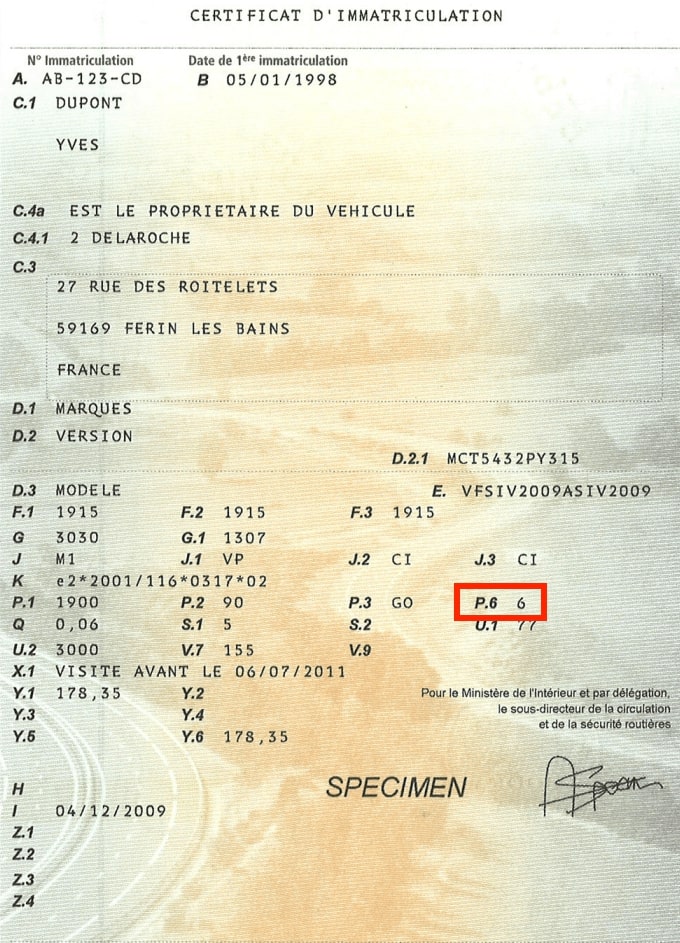 CERTIFICAT D'IMMATRICULATION
N° Immatriculation Date de 1ère immatriculation
A. AB-123-CD B 05/01/1998
C.1 DUPONT
YVES
C.4a EST LE PROPRIETAIRE DU VEHICULE
C.4.1 2 DELAROCHE
C.3
27 RUE DES ROITELETS
59169 FERIN LES BAINS
FRANCE
D.1 MARQUES
D.2 VERSION
D.2.1 MCT5432PY315
D.3 MODELE E. VFSIV2009ASIV2009
F.1 1915 F.2 1915 F.3 1915
G 3030 G.1 1307
J M1 J.1 VP J.2 CI J.3 CI
K e2*2001/116*0317*02
P.1 1900 P.2 90 P.3 GO P.6 6
Q 0,06 S.1 5 S.2 U.1 77
U.2 3000 V.7 155 V.9
X.1 VISITE AVANT LE 06/07/2011
Y.1 178,35 Y.2
Y.3 Y.4
Y.5 Y.6 178,35
Pour le Ministère de l'Intérieur et par délégation,
le sous-directeur de la circulation
et de la sécurité routières
SPECIMEN
H
I 04/12/2009
Z.1
Z.2
Z.3
Z.4